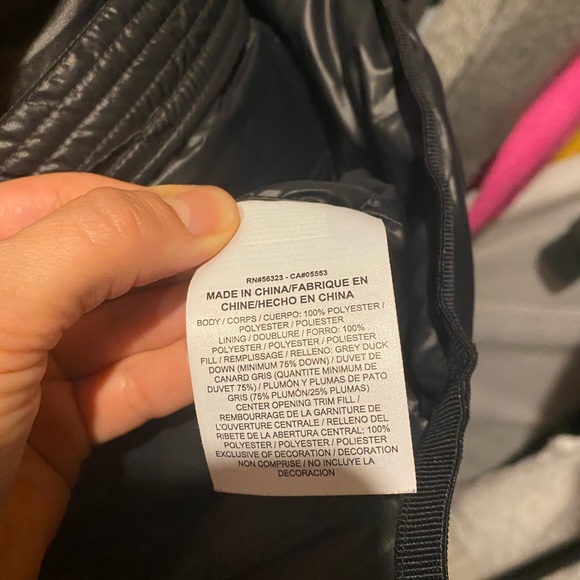 RN#56323 - CA#05553
MADE IN CHINA/FABRIQUE EN
CHINE/HECHO EN CHINA
BODY / CORPS / CUERPO: 100% POLYESTER /
POLYESTER / POLIESTER
LINING / DOUBLURE / FORRO: 100%
POLYESTER / POLYESTER / POLIESTER
FILL / REMPLISSAGE / RELLENO: GREY DUCK
DOWN (MINIMUM 75% DOWN) / DUVET DE
CANARD GRIS (QUANTITE MINIMUM DE
DUVET 75%) / PLUMÓN Y PLUMAS DE PATO
GRIS (75% PLUMÓN/25% PLUMAS)
CENTER OPENING TRIM FILL /
REMBOURRAGE DE LA GARNITURE DE
L'OUVERTURE CENTRALE / RELLENO DEL
RIBETE DE LA ABERTURA CENTRAL: 100%
POLYESTER / POLYESTER / POLIESTER
EXCLUSIVE OF DECORATION / DECORATION
NON COMPRISE / NO INCLUYE LA
DECORACIÓN